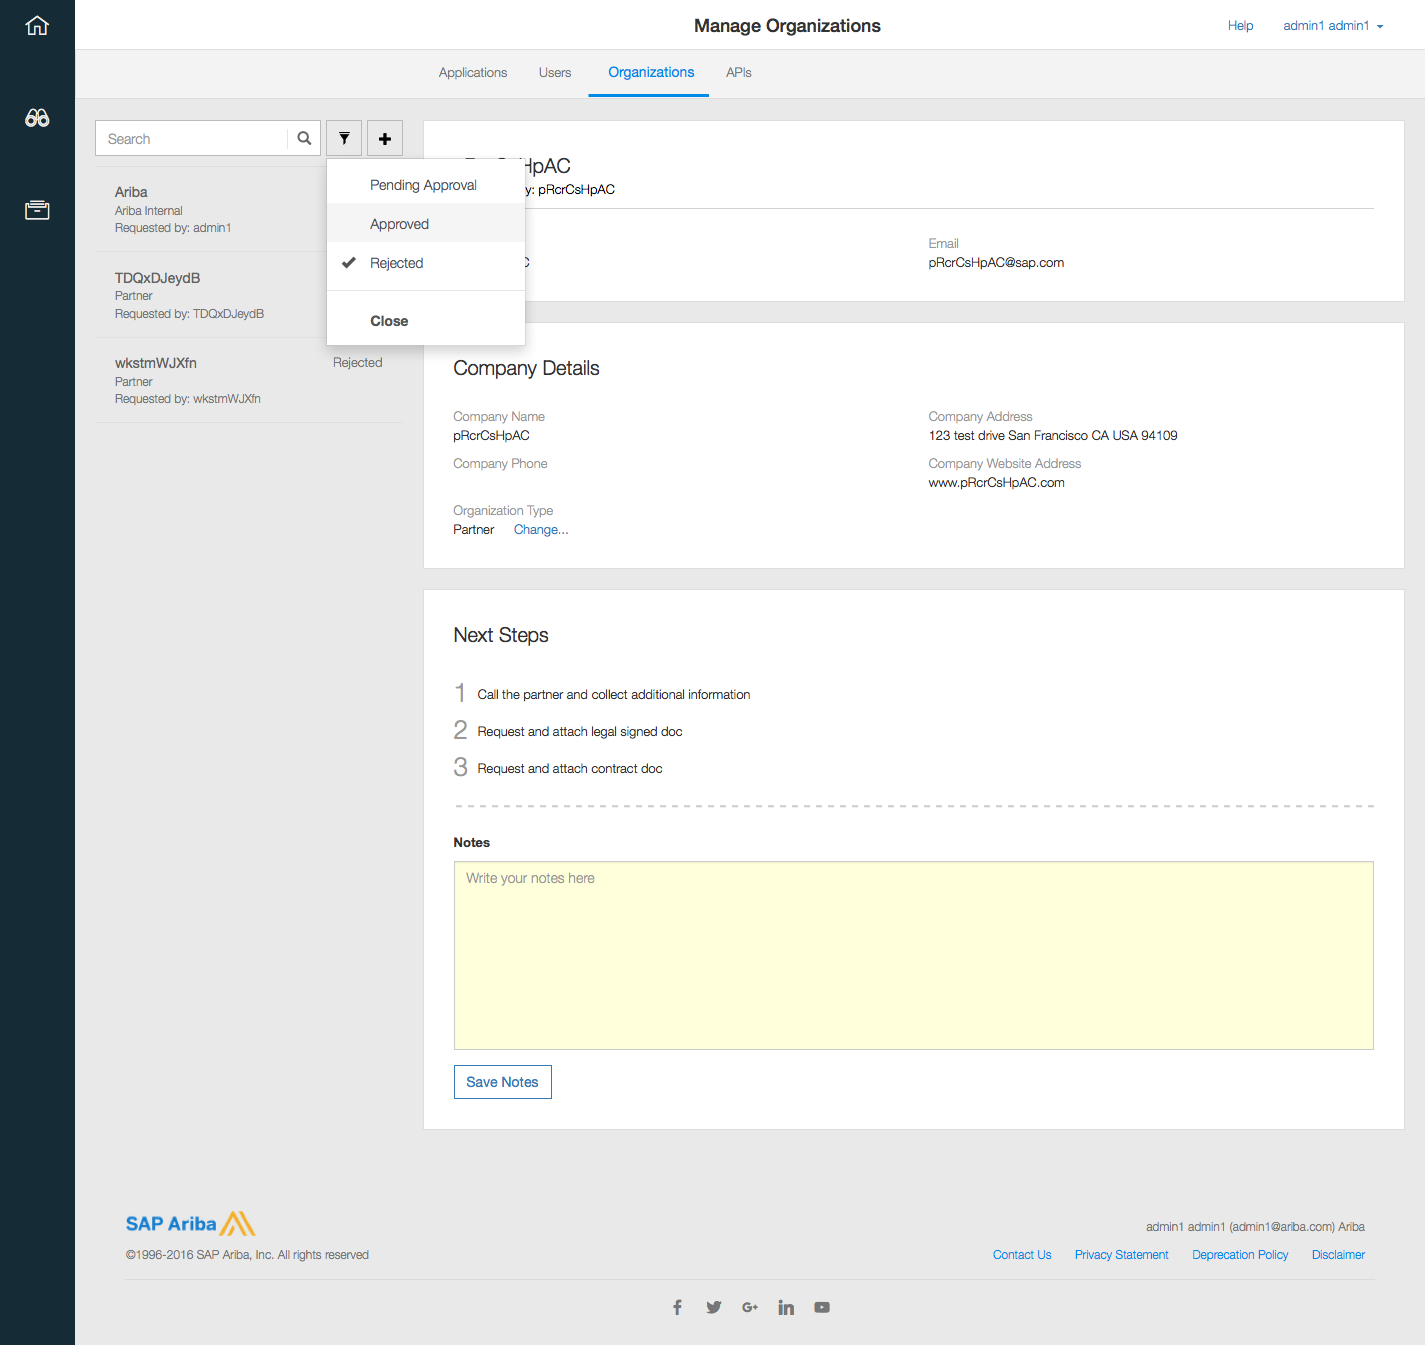 Manage Organizations
Help
admin1 admin1
Applications
Users
Organizations
APIs
Search
Pending Approval
Approved
Rejected
Close
Ariba
Ariba Internal
Requested by: admin1
TDQxDJeydB
Partner
Requested by: TDQxDJeydB
wkstmWJXfn
Rejected
Partner
Requested by: wkstmWJXfn
HpAC
y: pRcrCsHpAC
Email
pRcrCsHpAC@sap.com
Company Details
Company Name
pRcrCsHpAC
Company Address
123 test drive San Francisco CA USA 94109
Company Phone
Company Website Address
www.pRcrCsHpAC.com
Organization Type
Partner Change...
Next Steps
1 Call the partner and collect additional information
2 Request and attach legal signed doc
3 Request and attach contract doc
Notes
Write your notes here
Save Notes
SAP Ariba
admin1 admin1 (admin1@ariba.com) Ariba
©1996-2016 SAP Ariba, Inc. All rights reserved
Contact Us
Privacy Statement
Deprecation Policy
Disclaimer